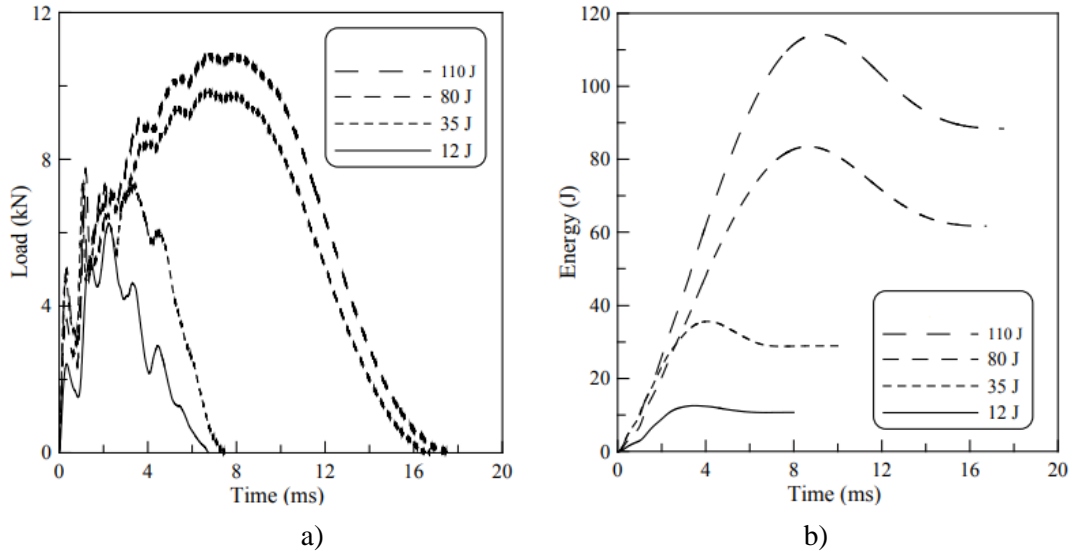 12
8
4
0
Load (kN)
0 4 8 12 16 20
Time (ms)
110 J
80 J
35 J
12 J
a)
120
100
80
60
40
20
0
Energy (J)
0 4 8 12 16 20
Time (ms)
110 J
80 J
35 J
12 J
b)